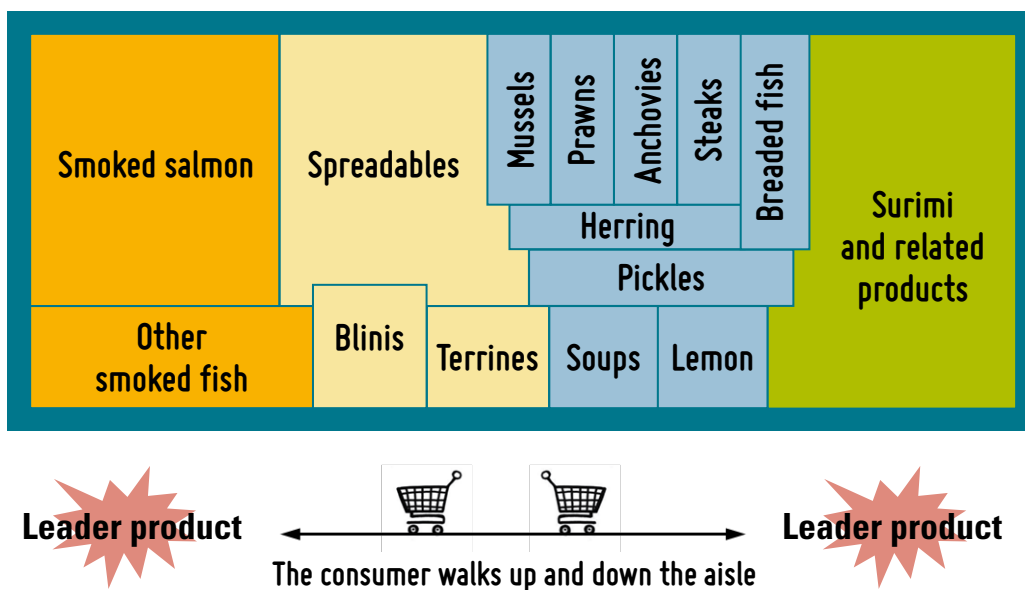 Smoked salmon
Spreadables
Mussels
Prawns
Anchovies
Steaks
Breaded fish
Herring
Pickles
Surimi
and related
products
Other
smoked fish
Blinis
Terrines
Soups
Lemon
Leader product
Leader product
The consumer walks up and down the aisle